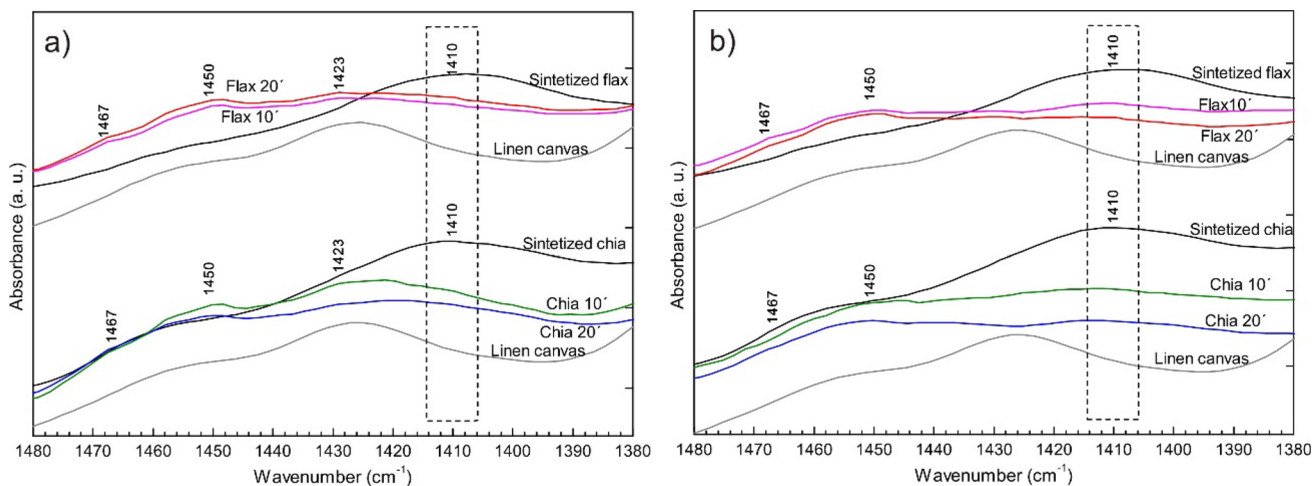 a)
1467
1450
1423
1410
Flax 20´
Flax 10´
Sintetized flax
Linen canvas
1467
1450
1423
1410
Sintetized chia
Chia 10´
Chia 20´
Linen canvas
Absorbance (a. u.)
1480 1467 1460 1450 1440 1430 1420 1410 1400 1390 1380
Wavenumber (cm⁻¹)
b)
1467
1450
1410
Sintetized flax
Flax10´
Flax 20´
Linen canvas
1467
1450
1410
Sintetized chia
Chia 10´
Chia 20´
Linen canvas
Absorbance (a. u.)
1480 1467 1460 1450 1440 1430 1420 1410 1400 1390 1380
Wavenumber (cm⁻¹)